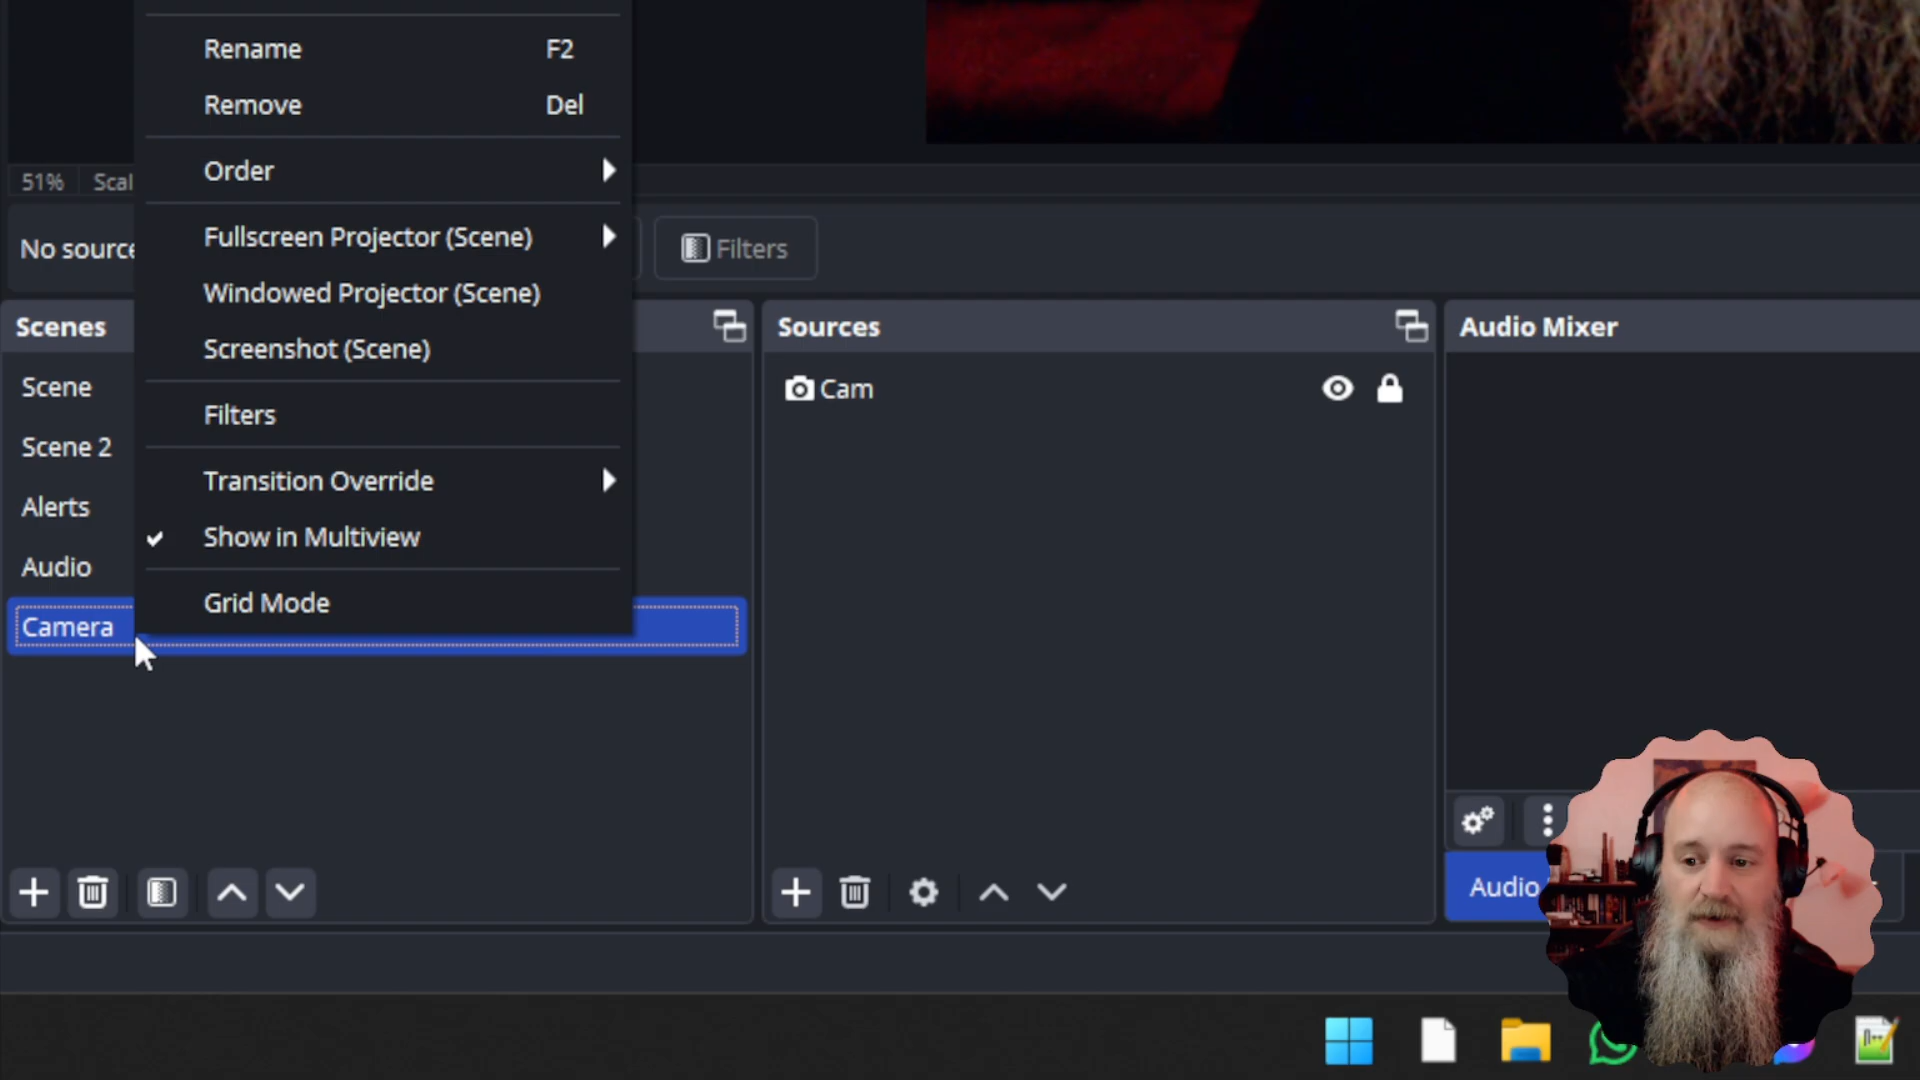 Rename F2
Remove Del
Order
51% Scal
Fullscreen Projector (Scene)
No source
Filters
Windowed Projector (Scene)
Scenes
Sources
Audio Mixer
Screenshot (Scene)
Scene
Cam
Filters
Scene 2
Transition Override
Alerts
Show in Multiview
Audio
Grid Mode
Camera
Audio